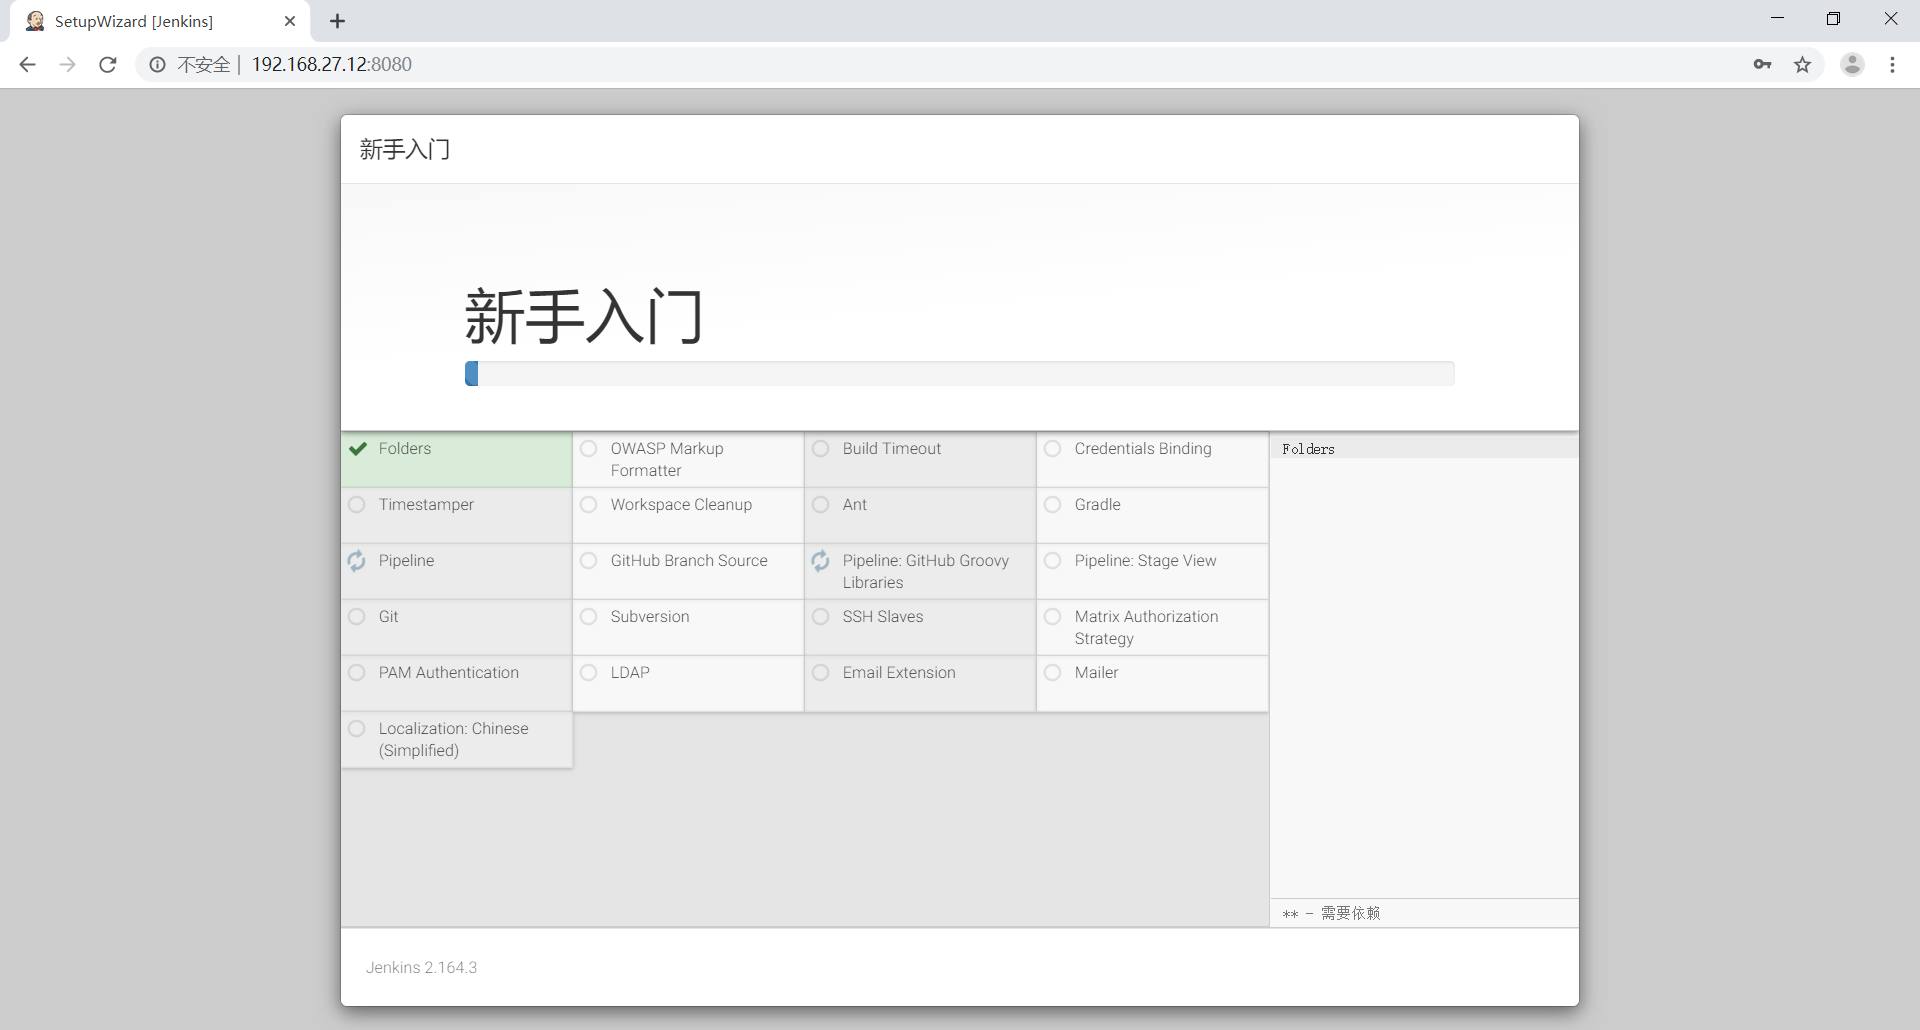 SetupWizard [Jenkins]
不安全 | 192.168.27.12:8080
新手入门
新手入门
Folders
OWASP Markup
Formatter
Build Timeout
Credentials Binding
Timestamper
Workspace Cleanup
Ant
Gradle
Pipeline
GitHub Branch Source
Pipeline: GitHub Groovy
Libraries
Pipeline: Stage View
Git
Subversion
SSH Slaves
Matrix Authorization
Strategy
PAM Authentication
LDAP
Email Extension
Mailer
Localization: Chinese
(Simplified)
Folders
** - 需要依赖
Jenkins 2.164.3